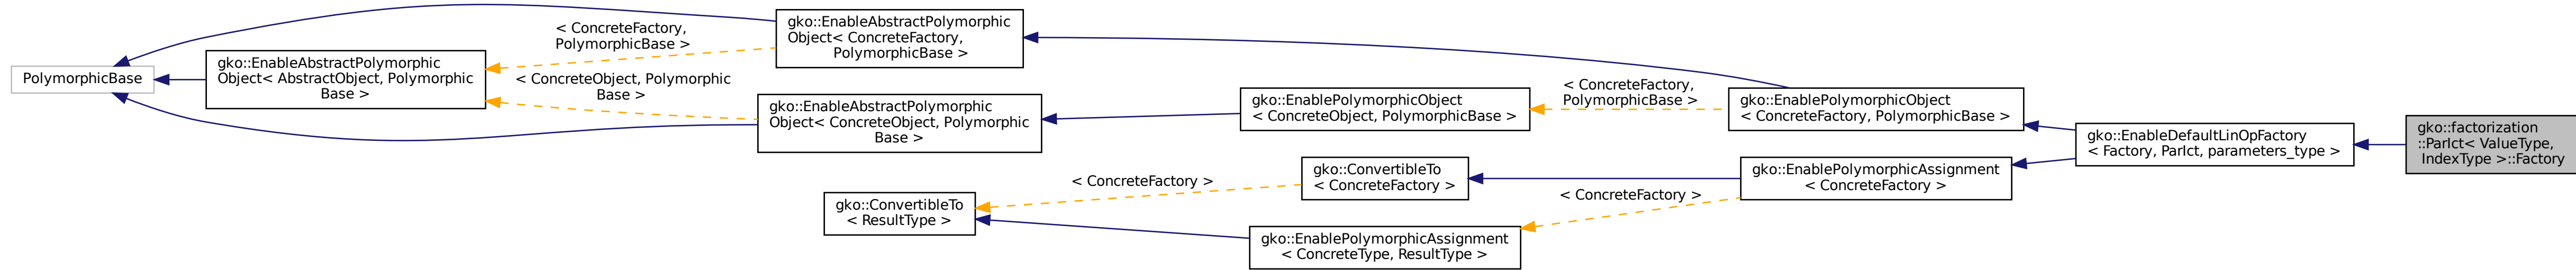 PolymorphicBase
gko::EnableAbstractPolymorphic
Object< AbstractObject, Polymorphic
Base >
< ConcreteFactory,
PolymorphicBase >
< ConcreteObject, Polymorphic
Base >
gko::EnableAbstractPolymorphic
Object< ConcreteFactory,
PolymorphicBase >
gko::EnableAbstractPolymorphic
Object< ConcreteObject, Polymorphic
Base >
gko::ConvertibleTo
< ResultType >
< ConcreteFactory >
gko::EnablePolymorphicObject
< ConcreteObject, PolymorphicBase >
gko::ConvertibleTo
< ConcreteFactory >
gko::EnablePolymorphicAssignment
< ConcreteType, ResultType >
< ConcreteFactory,
PolymorphicBase >
< ConcreteFactory >
gko::EnablePolymorphicObject
< ConcreteFactory, PolymorphicBase >
gko::EnablePolymorphicAssignment
< ConcreteFactory >
gko::EnableDefaultLinOpFactory
< Factory, ParIct, parameters_type >
gko::factorization
::ParIct< ValueType,
IndexType >::Factory